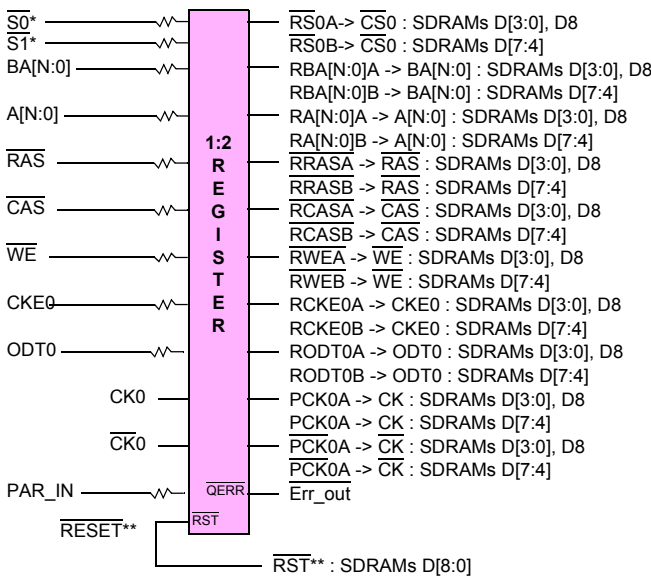 S0*
S1*
BA[N:0]
A[N:0]
RAS
CAS
WE
CKE0
ODT0
CK0
CK0
PAR_IN
RESET**
1:2
R
E
G
I
S
T
E
R
QERR
RST
RS0A-> CS0 : SDRAMs D[3:0], D8
RS0B-> CS0 : SDRAMs D[7:4]
RBA[N:0]A -> BA[N:0] : SDRAMs D[3:0], D8
RBA[N:0]B -> BA[N:0] : SDRAMs D[7:4]
RA[N:0]A -> A[N:0] : SDRAMs D[3:0], D8
RA[N:0]B -> A[N:0] : SDRAMs D[7:4]
RRASA -> RAS : SDRAMs D[3:0], D8
RRASB -> RAS : SDRAMs D[7:4]
RCASA -> CAS : SDRAMs D[3:0], D8
RCASB -> CAS : SDRAMs D[7:4]
RWEA -> WE : SDRAMs D[3:0], D8
RWEB -> WE : SDRAMs D[7:4]
RCKE0A -> CKE0 : SDRAMs D[3:0], D8
RCKE0B -> CKE0 : SDRAMs D[7:4]
RODT0A -> ODT0 : SDRAMs D[3:0], D8
RODT0B -> ODT0 : SDRAMs D[7:4]
PCK0A -> CK : SDRAMs D[3:0], D8
PCK0A -> CK : SDRAMs D[7:4]
PCK0A -> CK : SDRAMs D[3:0], D8
PCK0A -> CK : SDRAMs D[7:4]
Err_out
RST** : SDRAMs D[8:0]